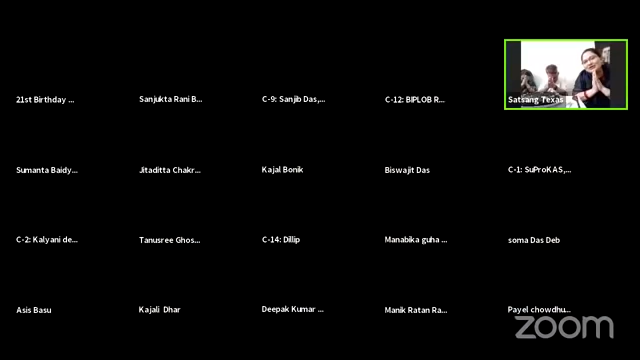 21st Birthday ...
Sanjukta Rani B...
C-9: Sanjib Das,...
C-12: BIPLOB R...
Satsang Texas
Sumanta Baidy...
Jitaditta Chakr...
Kajal Bonik
Biswajit Das
C-1: SuProKAS,...
C-2: Kalyani de...
Tanusree Ghos...
C-14: Dillip
Manabika guha ...
soma Das Deb
Asis Basu
Kajali Dhar
Deepak Kumar ...
Manik Ratan Ra...
Payel chowdhu...
zoom